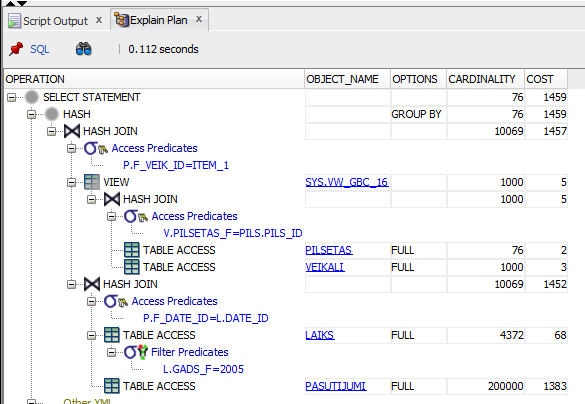 Script Output x Explain Plan x
SQL 0.112 seconds
OPERATION OBJECT_NAME OPTIONS CARDINALITY COST
SELECT STATEMENT 76 1459
HASH GROUP BY 76 1459
HASH JOIN 10069 1457
Access Predicates
P.F_VEIK_ID=ITEM_1
VIEW SYS.VW_GBC_16 1000 5
HASH JOIN 1000 5
Access Predicates
V.PILSETAS_F=PILS.PILS_ID
TABLE ACCESS PILSETAS FULL 76 2
TABLE ACCESS VEIKALI FULL 1000 3
HASH JOIN 10069 1452
Access Predicates
P.F_DATE_ID=L.DATE_ID
TABLE ACCESS LAIKS FULL 4372 68
Filter Predicates
L.GADS_F=2005
TABLE ACCESS PASUTIJUMI FULL 200000 1383
Other XML